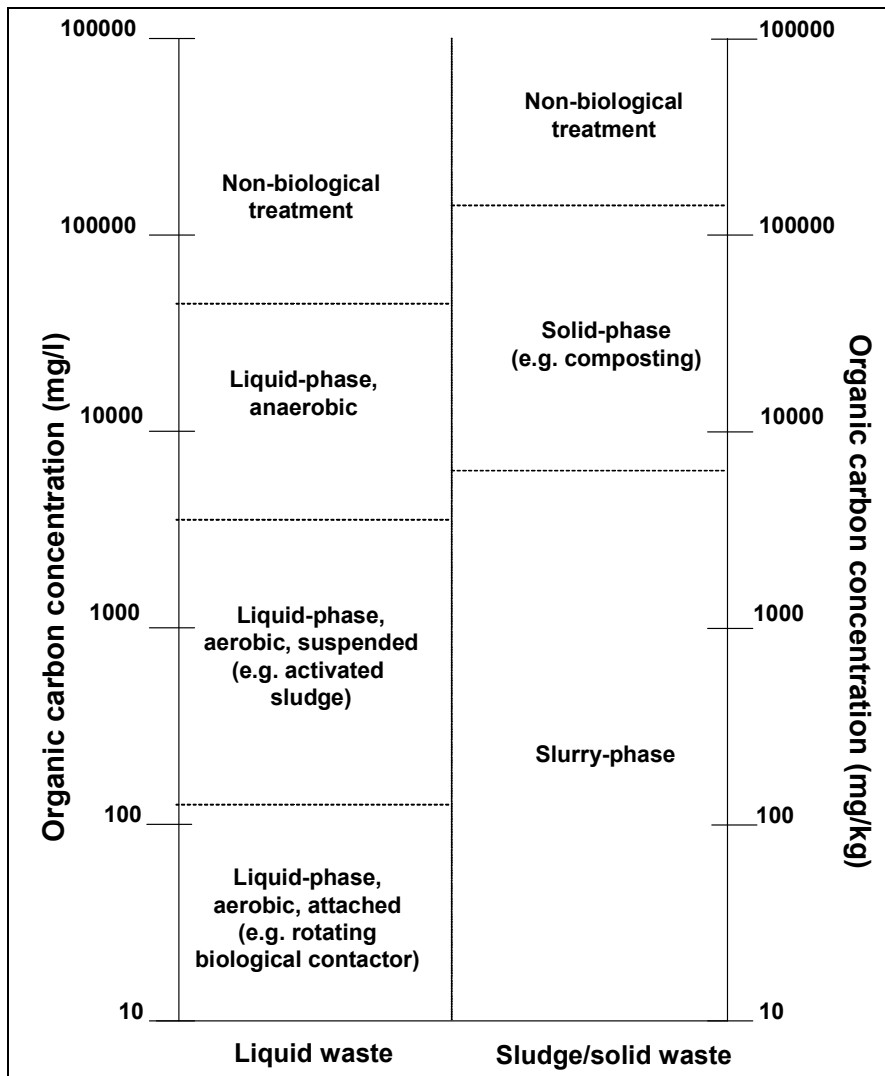 100000
100000
10000
1000
100
10
Organic carbon concentration (mg/l)
Non-biological
treatment
Liquid-phase,
anaerobic
Liquid-phase,
aerobic, suspended
(e.g. activated
sludge)
Liquid-phase,
aerobic, attached
(e.g. rotating
biological contactor)
Liquid waste
Non-biological
treatment
Solid-phase
(e.g. composting)
Slurry-phase
Sludge/solid waste
100000
100000
10000
1000
100
10
Organic carbon concentration (mg/kg)